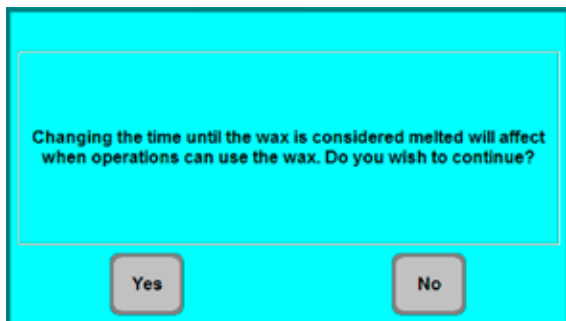 Changing the time until the wax is considered melted will affect
when operations can use the wax. Do you wish to continue?
Yes
No